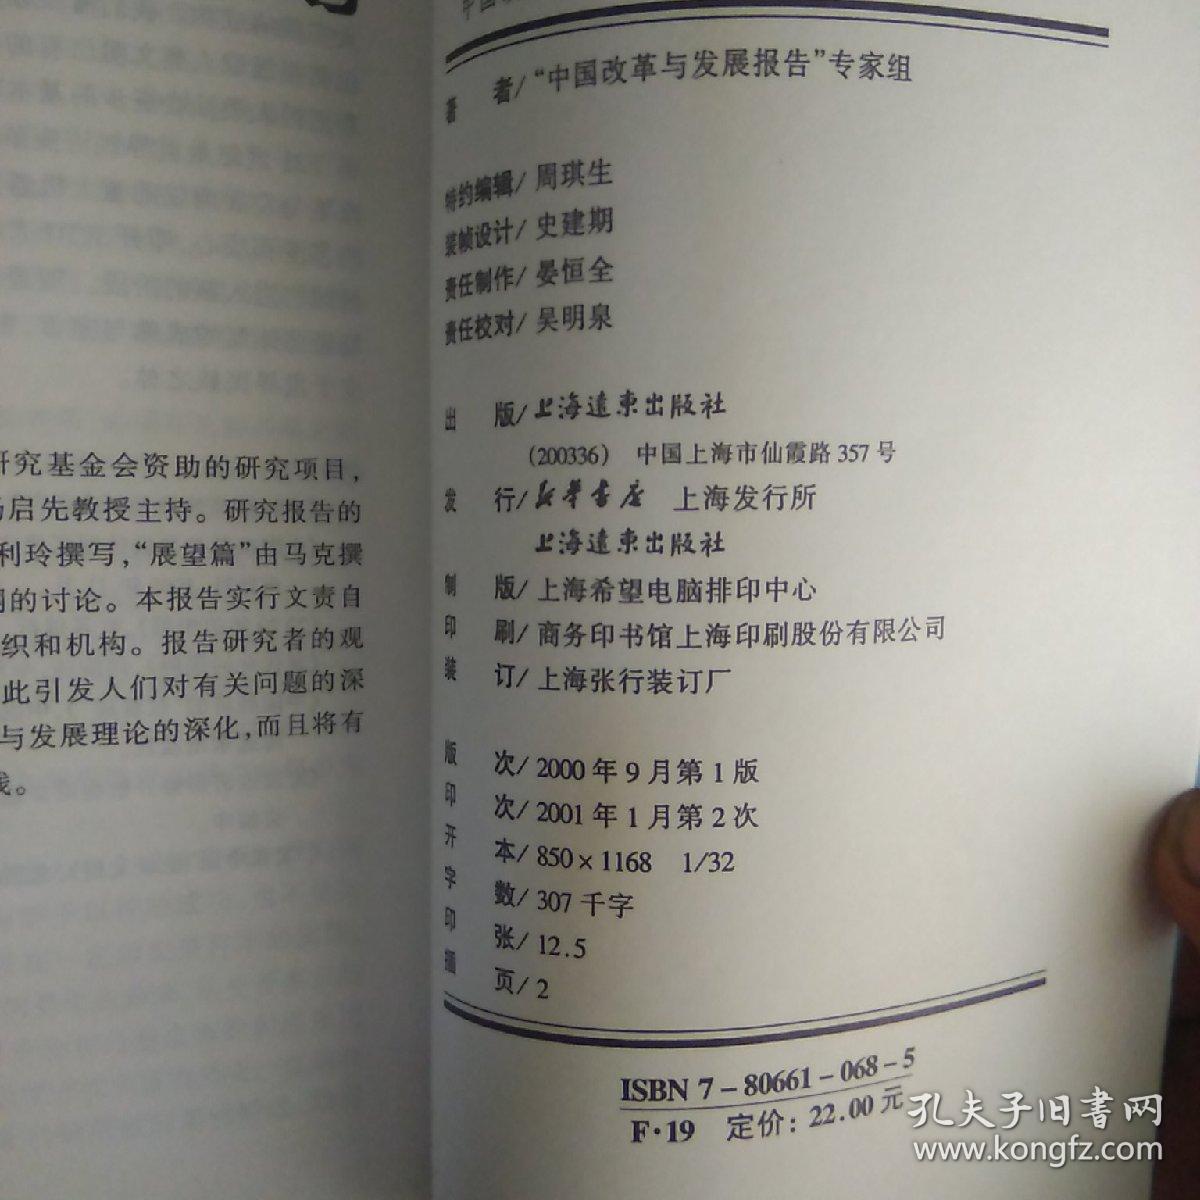 研究基金会资助的研究项目，
启先教授主持。研究报告的
利玲撰写，“展望篇”由马克撰
的讨论。本报告实行文责自
织和机构。报告研究者的观
此引发人们对有关问题的深
与发展理论的深化，而且将有
著 者/“中国改革与发展报告”专家组
特约编辑/周琪生
装帧设计/史建期
责任制作/晏恒全
责任校对/吴明泉
出 版/上海遠東出版社
(200336) 中国上海市仙霞路357号
发 行/新华书店 上海发行所
上海遠東出版社
制 版/上海希望电脑排印中心
印 刷/商务印书馆上海印刷股份有限公司
装 订/上海张行装订厂
版 次/2000年9月第1版
印 次/2001年1月第2次
开 本/850×1168 1/32
字 數/307千字
印 张/12.5
插 页/2
ISBN 7－80661－068－5
F·19 定价：22.00元
孔夫子旧書网
www.kongfz.com